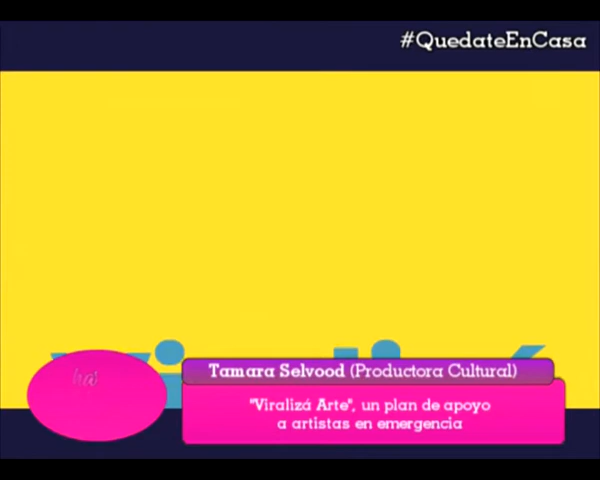 #QuedateEnCasa
Tamara Selvood (Productora Cultural)
"Viralizá Arte", un plan de apoyo
a artistas en emergencia